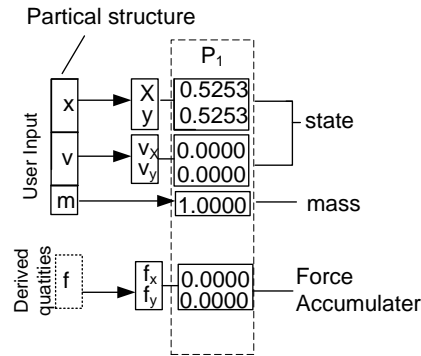 Partical structure
P1
User Input
x
X
y
0.5253
0.5253
state
v
vX
vy
0.0000
0.0000
m
1.0000
mass
Derived
quatities
f
fx
fy
0.0000
0.0000
Force
Accumulater